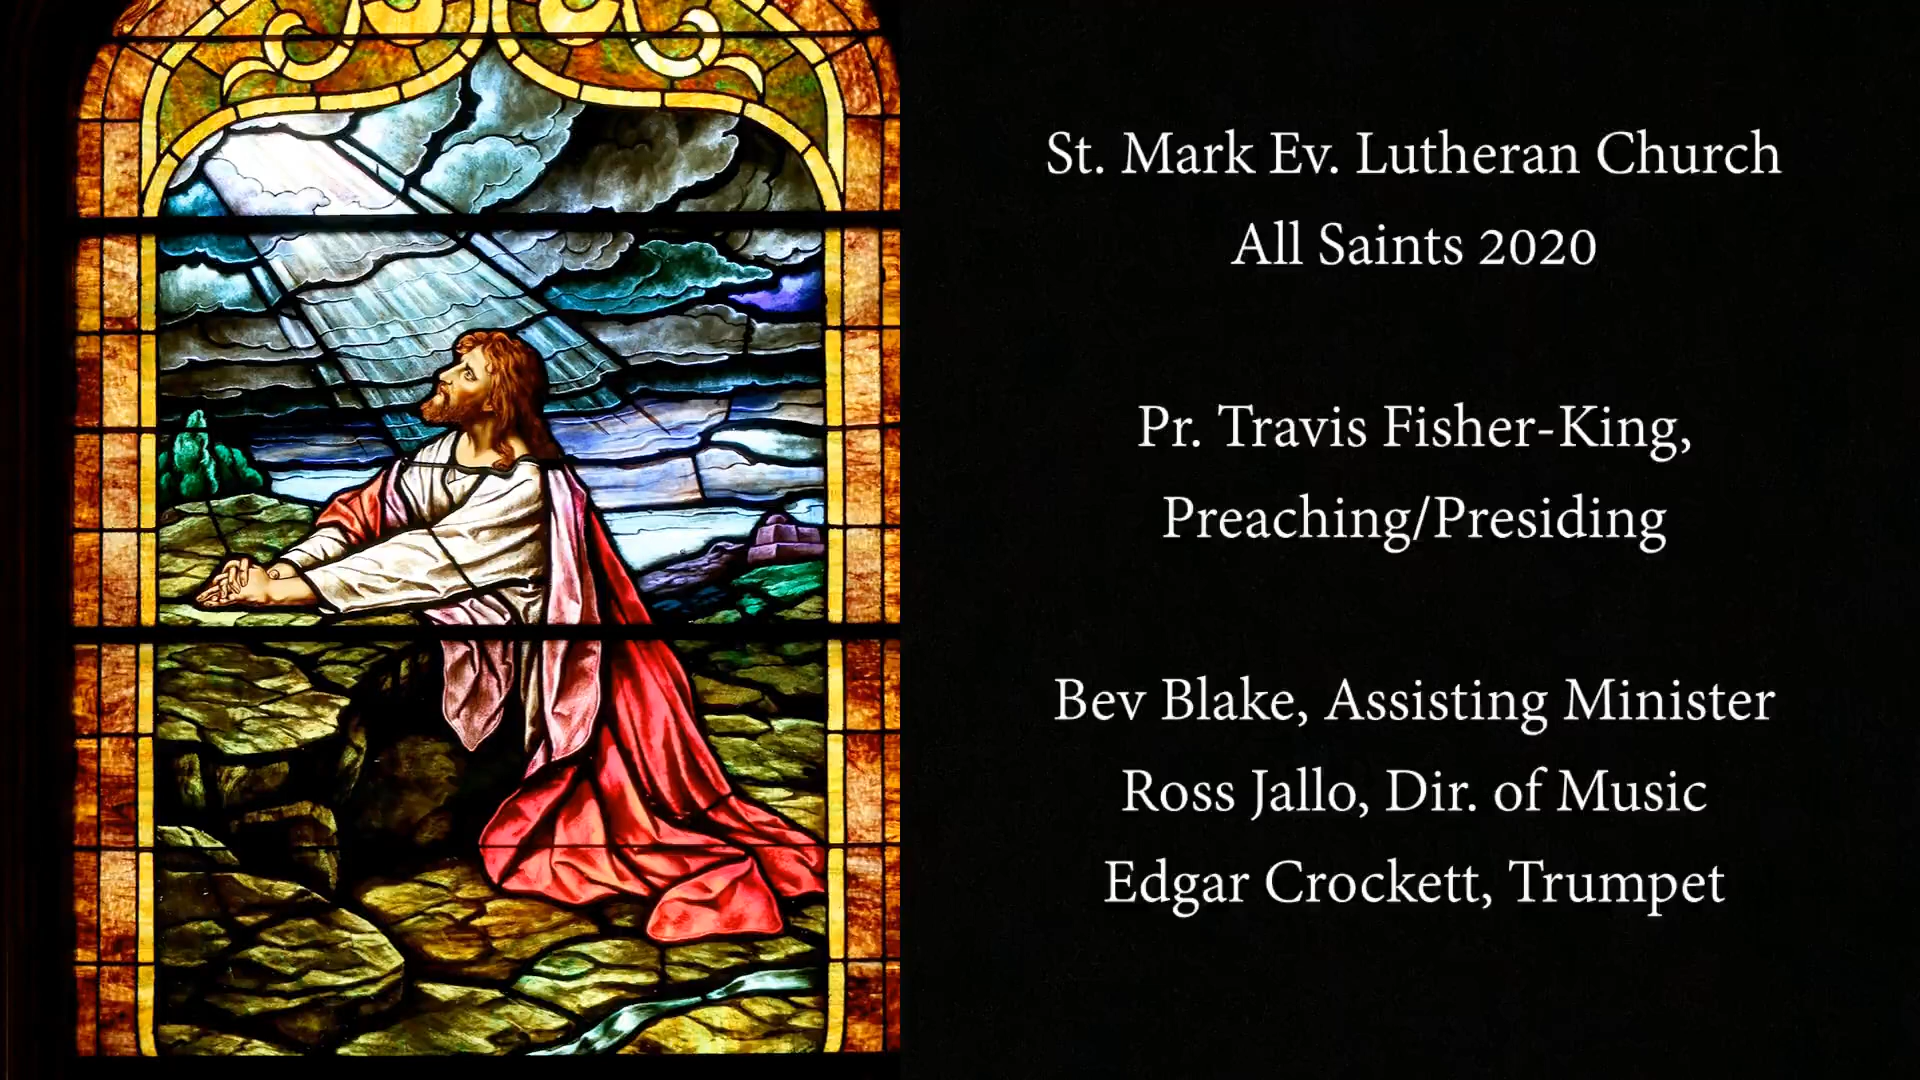 St. Mark Ev. Lutheran Church
All Saints 2020
Pr. Travis Fisher-King,
Preaching/Presiding
Bev Blake, Assisting Minister
Ross Jallo, Dir. of Music
Edgar Crockett, Trumpet